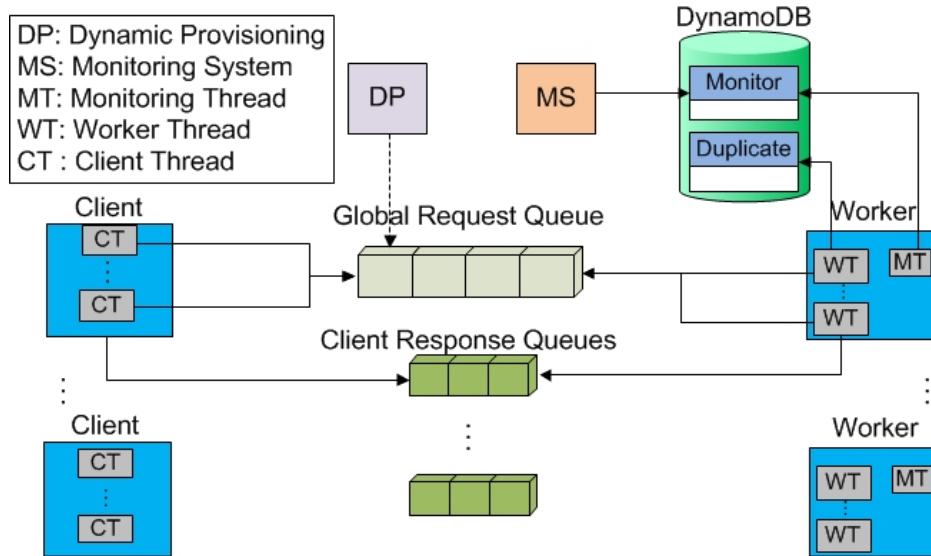 DP: Dynamic Provisioning
MS: Monitoring System
MT: Monitoring Thread
WT: Worker Thread
CT : Client Thread
DP
MS
DynamoDB
Monitor
Duplicate
Client
CT
CT
Global Request Queue
Worker
WT
MT
WT
Client Response Queues
Client
CT
CT
Worker
WT
MT
WT